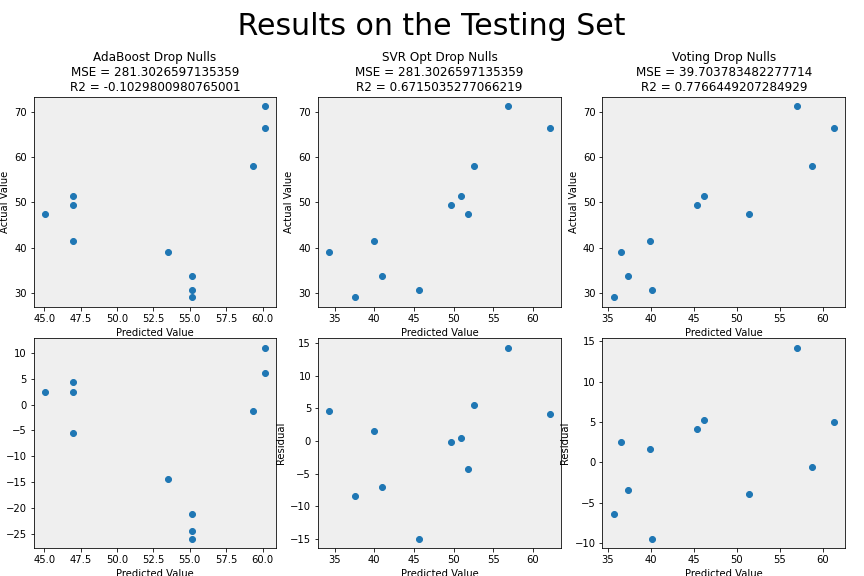 Results on the Testing Set
AdaBoost Drop Nulls
MSE = 281.3026597135359
R2 = -0.1029800980765001
SVR Opt Drop Nulls
MSE = 281.3026597135359
R2 = 0.6715035277066219
Voting Drop Nulls
MSE = 39.703783482277714
R2 = 0.7766449207284929
Actual Value
70
60
50
40
30
45.0 47.5 50.0 52.5 55.0 57.5 60.0
Predicted Value
Actual Value
70
60
50
40
30
35 40 45 50 55 60
Predicted Value
Actual Value
70
60
50
40
30
35 40 45 50 55 60
Predicted Value
10
5
0
−5
−10
−15
−20
−25
45.0 47.5 50.0 52.5 55.0 57.5 60.0
Predicted Value
Residual
15
10
5
0
−5
−10
−15
35 40 45 50 55 60
Predicted Value
Residual
15
10
5
0
−5
−10
35 40 45 50 55 60
Predicted Value